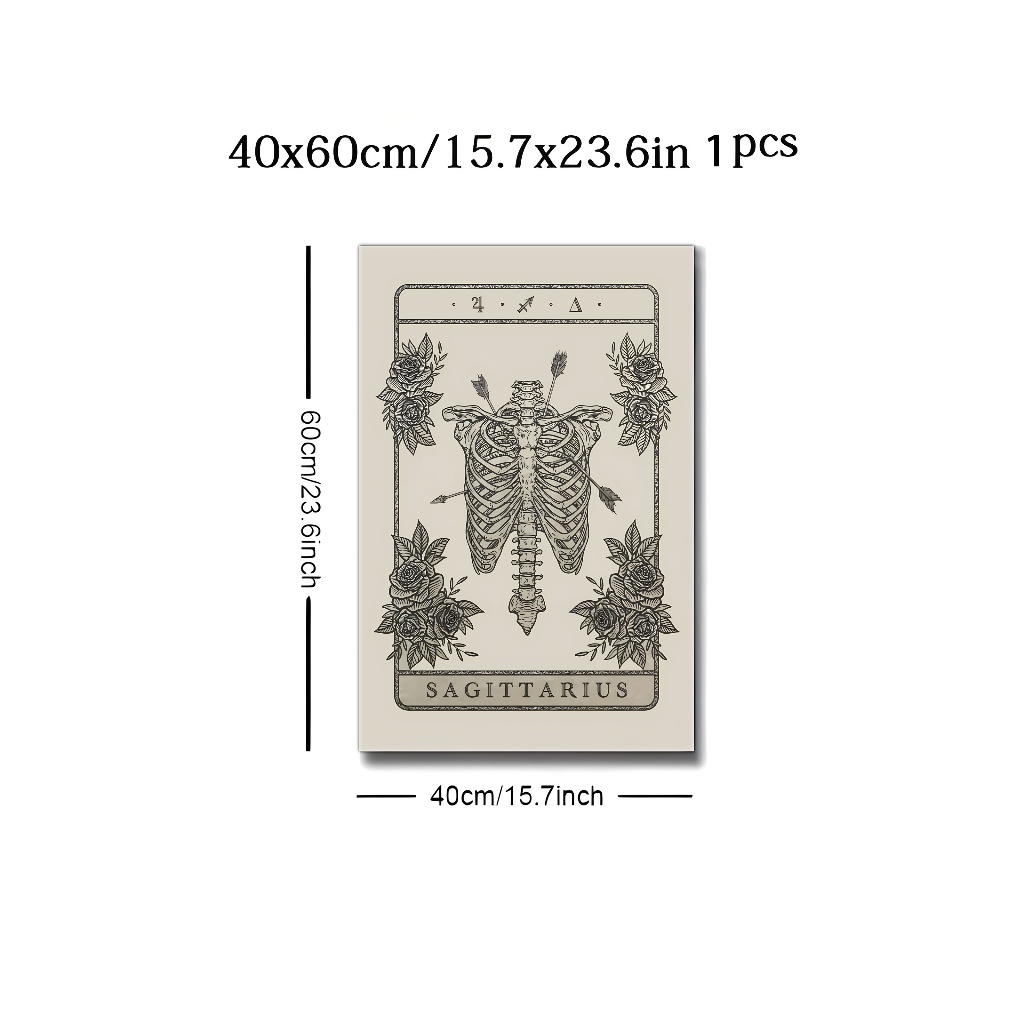 40x60cm/15.7x23.6in 1pcs
60cm/23.6inch
♃ ♐ △
SAGITTARIUS
40cm/15.7inch